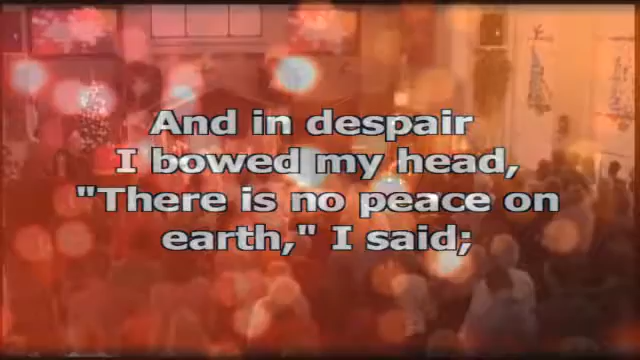 And in despair
I bowed my head,
"There is no peace on
earth," I said;